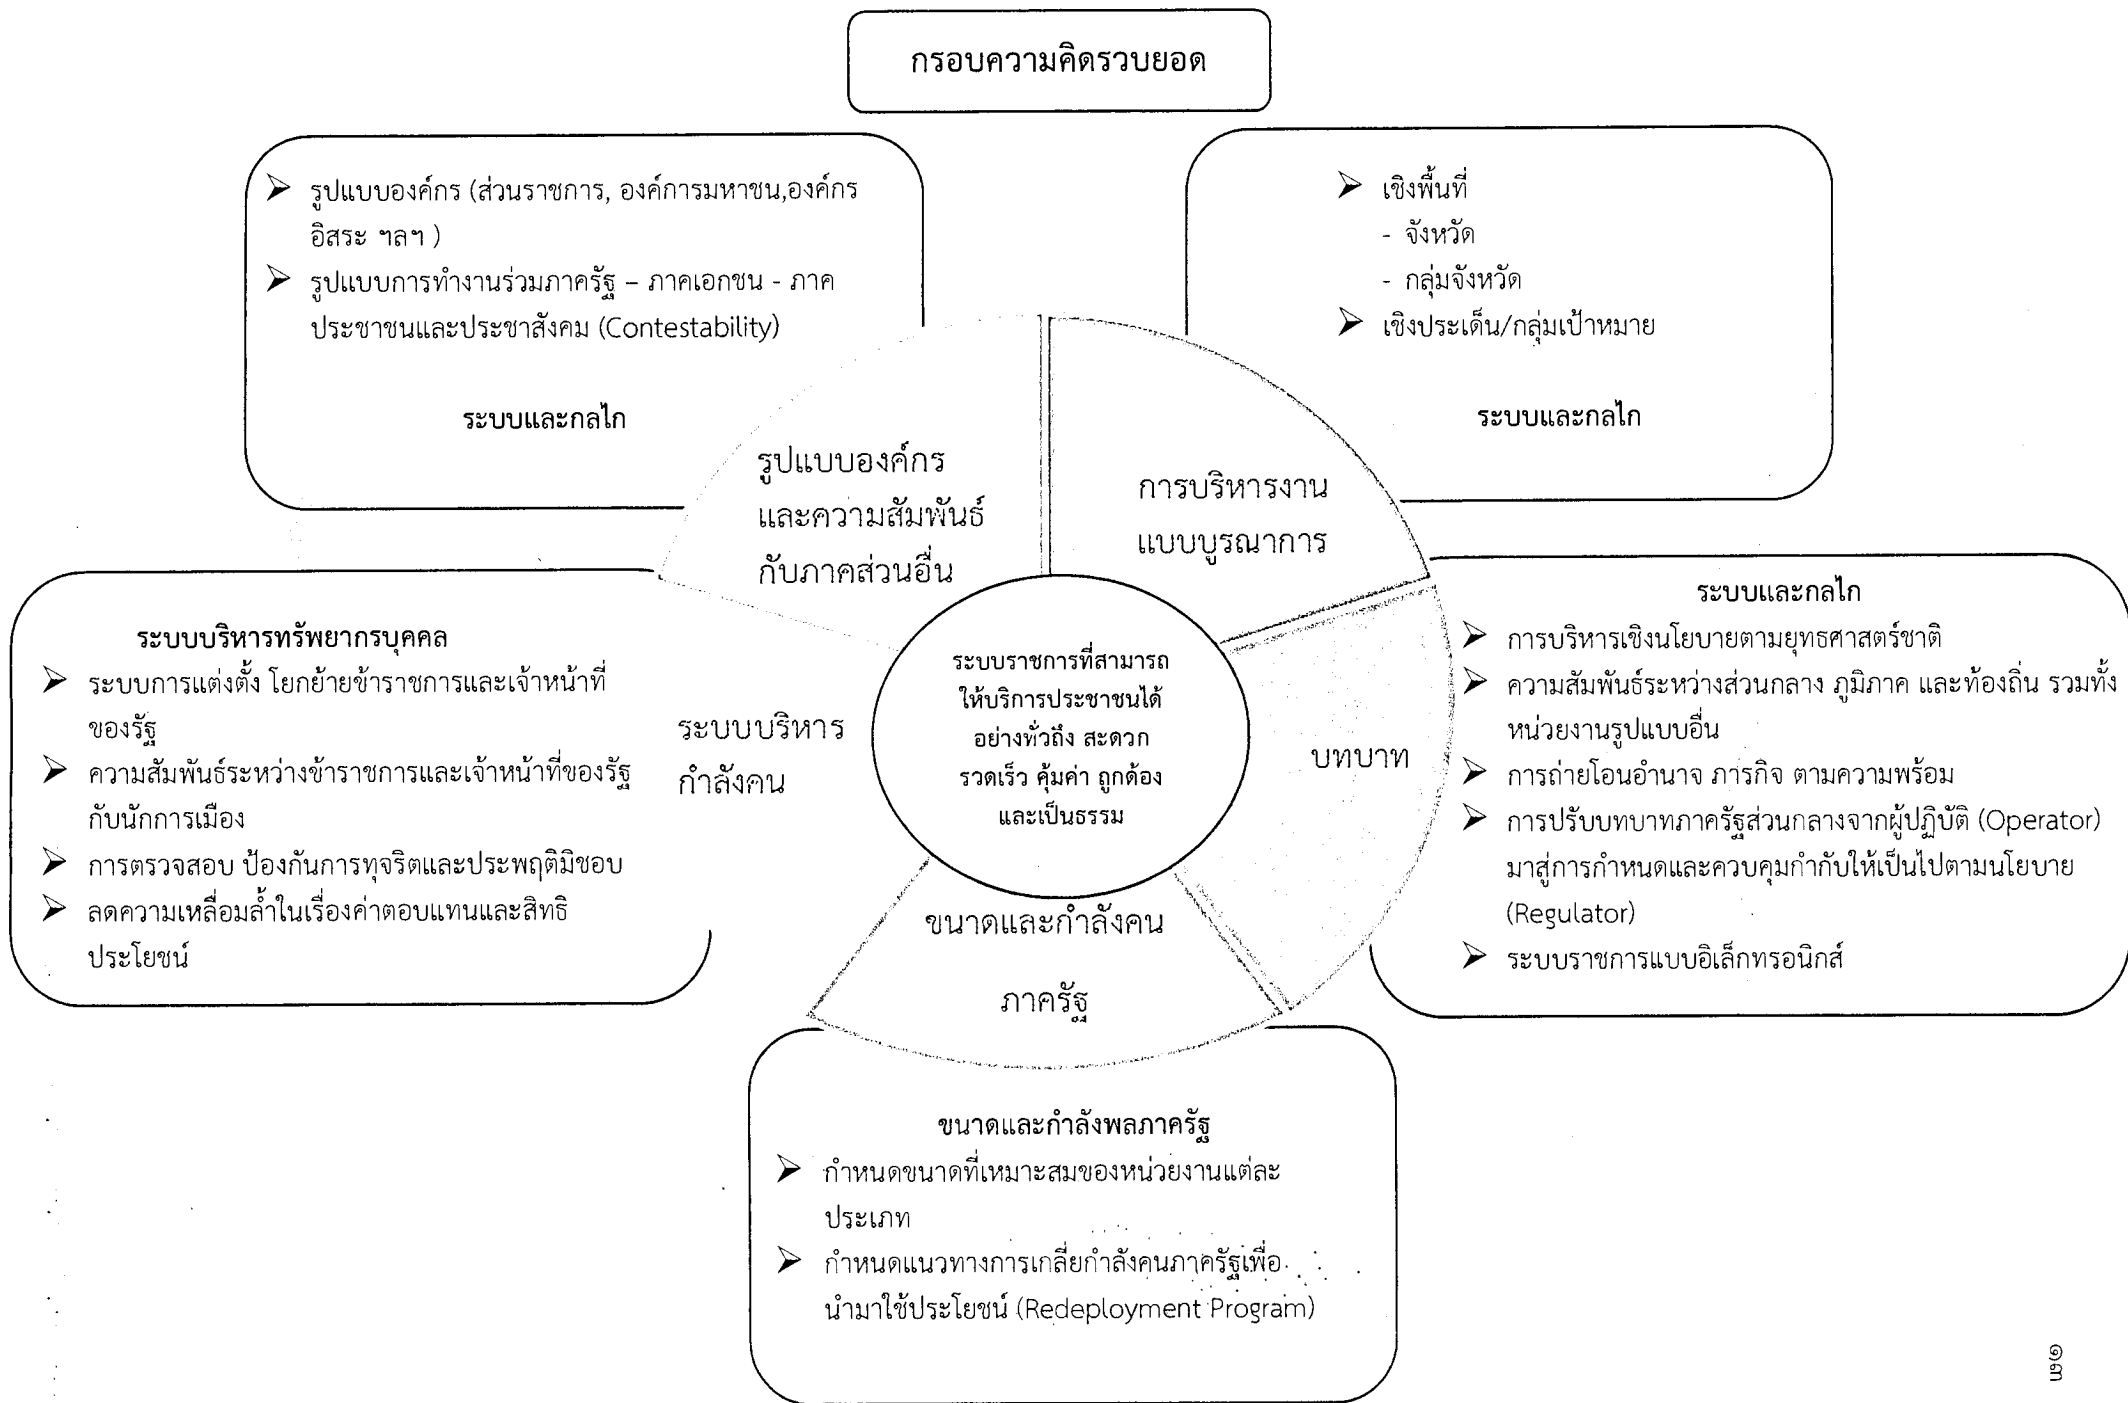 กรอบความคิดรวบยอด
➢ รูปแบบองค์กร (ส่วนราชการ, องค์การมหาชน,องค์กร
อิสระ ฯลฯ )
➢ รูปแบบการทำงานร่วมภาครัฐ – ภาคเอกชน - ภาค
ประชาชนและประชาสังคม (Contestability)
ระบบและกลไก
➢ เชิงพื้นที่
- จังหวัด
- กลุ่มจังหวัด
➢ เชิงประเด็น/กลุ่มเป้าหมาย
ระบบและกลไก
รูปแบบองค์กร
และความสัมพันธ์
กับภาคส่วนอื่น
การบริหารงาน
แบบบูรณาการ
ระบบบริหารทรัพยากรบุคคล
➢ ระบบการแต่งตั้ง โยกย้ายข้าราชการและเจ้าหน้าที่
ของรัฐ
➢ ความสัมพันธ์ระหว่างข้าราชการและเจ้าหน้าที่ของรัฐ
กับนักการเมือง
➢ การตรวจสอบ ป้องกันการทุจริตและประพฤติมิชอบ
➢ ลดความเหลื่อมล้ำในเรื่องค่าตอบแทนและสิทธิ
ประโยชน์
ระบบบริหาร
กำลังคน
ระบบราชการที่สามารถ
ให้บริการประชาชนได้
อย่างทั่วถึง สะดวก
รวดเร็ว คุ้มค่า ถูกต้อง
และเป็นธรรม
บทบาท
ระบบและกลไก
➢ การบริหารเชิงนโยบายตามยุทธศาสตร์ชาติ
➢ ความสัมพันธ์ระหว่างส่วนกลาง ภูมิภาค และท้องถิ่น รวมทั้ง
หน่วยงานรูปแบบอื่น
➢ การถ่ายโอนอำนาจ ภารกิจ ตามความพร้อม
➢ การปรับบทบาทภาครัฐส่วนกลางจากผู้ปฏิบัติ (Operator)
มาสู่การกำหนดและควบคุมกำกับให้เป็นไปตามนโยบาย
(Regulator)
➢ ระบบราชการแบบอิเล็กทรอนิกส์
ขนาดและกำลังคน
ภาครัฐ
ขนาดและกำลังพลภาครัฐ
➢ กำหนดขนาดที่เหมาะสมของหน่วยงานแต่ละ
ประเภท
➢ กำหนดแนวทางการเกลี่ยกำลังคนภาครัฐเพื่อ
นำมาใช้ประโยชน์ (Redeployment Program)
๑๓